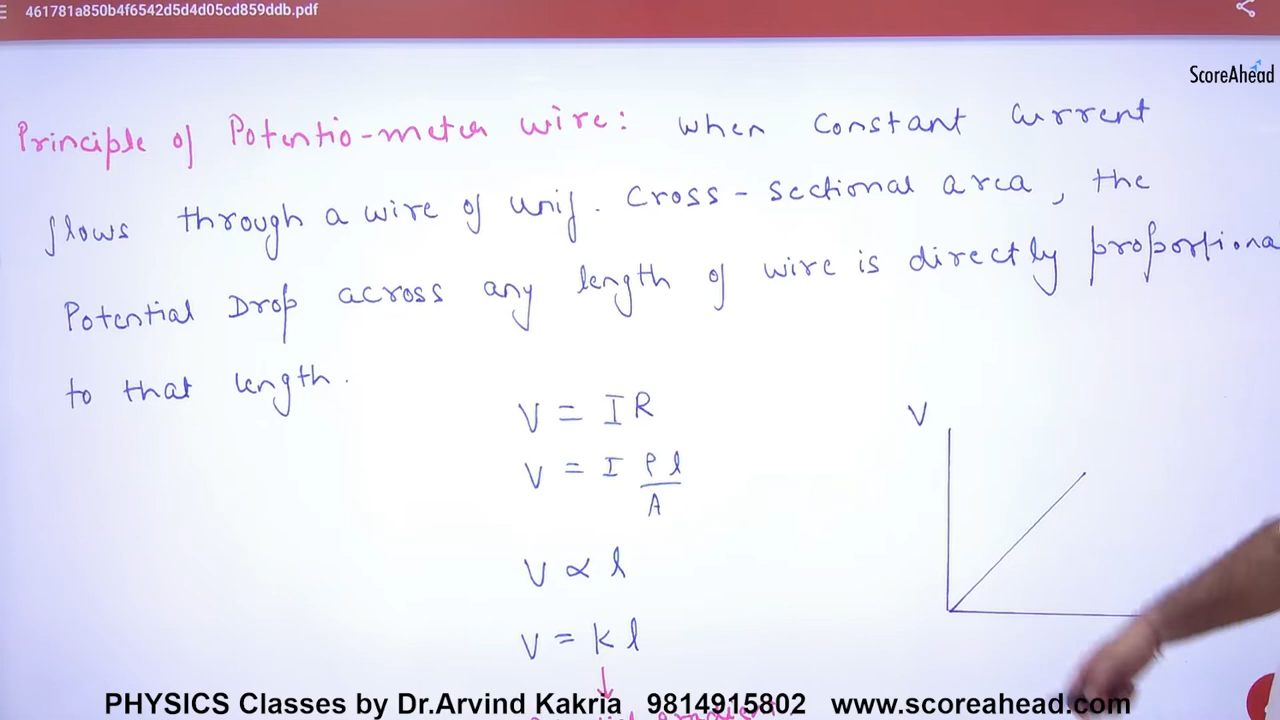 461781a850b4f6542d5d4d05cd859ddb.pdf
ScoreAhead
Principle of Potentio-meter wire: when constant current
flows through a wire of unif. cross-sectional area, the
Potential Drop across any length of wire is directly proportiona
to that length.
V = IR
V = I ρl/A
V ∝ l
V = Kl
V
PHYSICS Classes by Dr.Arvind Kakria 9814915802 www.scoreahead.com